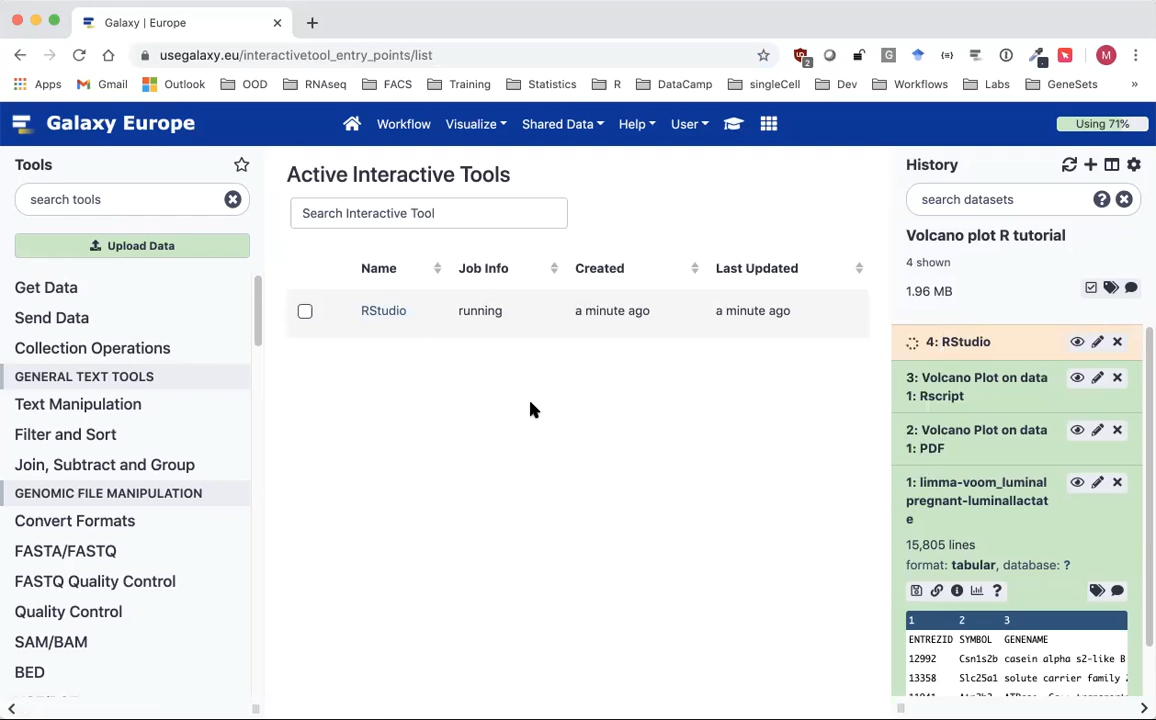 Galaxy | Europe
usegalaxy.eu/interactivetool_entry_points/list
2
G
M
Apps
Gmail
Outlook
OOD
RNAseq
FACS
Training
Statistics
R
DataCamp
singleCell
Dev
Workflows
Labs
GeneSets
»
Galaxy Europe
Workflow
Visualize
Shared Data
Help
User
Using 71%
Tools
search tools
Upload Data
Get Data
Send Data
Collection Operations
GENERAL TEXT TOOLS
Text Manipulation
Filter and Sort
Join, Subtract and Group
GENOMIC FILE MANIPULATION
Convert Formats
FASTA/FASTQ
FASTQ Quality Control
Quality Control
SAM/BAM
BED
Active Interactive Tools
Search Interactive Tool
Name Job Info Created Last Updated
RStudio running a minute ago a minute ago
History
search datasets
Volcano plot R tutorial
4 shown
1.96 MB
4: RStudio
3: Volcano Plot on data
1: Rscript
2: Volcano Plot on data
1: PDF
1: limma-voom_luminal
pregnant-luminallactat
e
15,805 lines
format: tabular, database: ?
1 2 3
ENTREZID SYMBOL GENENAME
12992 Csn1s2b casein alpha s2-like B
13358 Slc25a1 solute carrier family